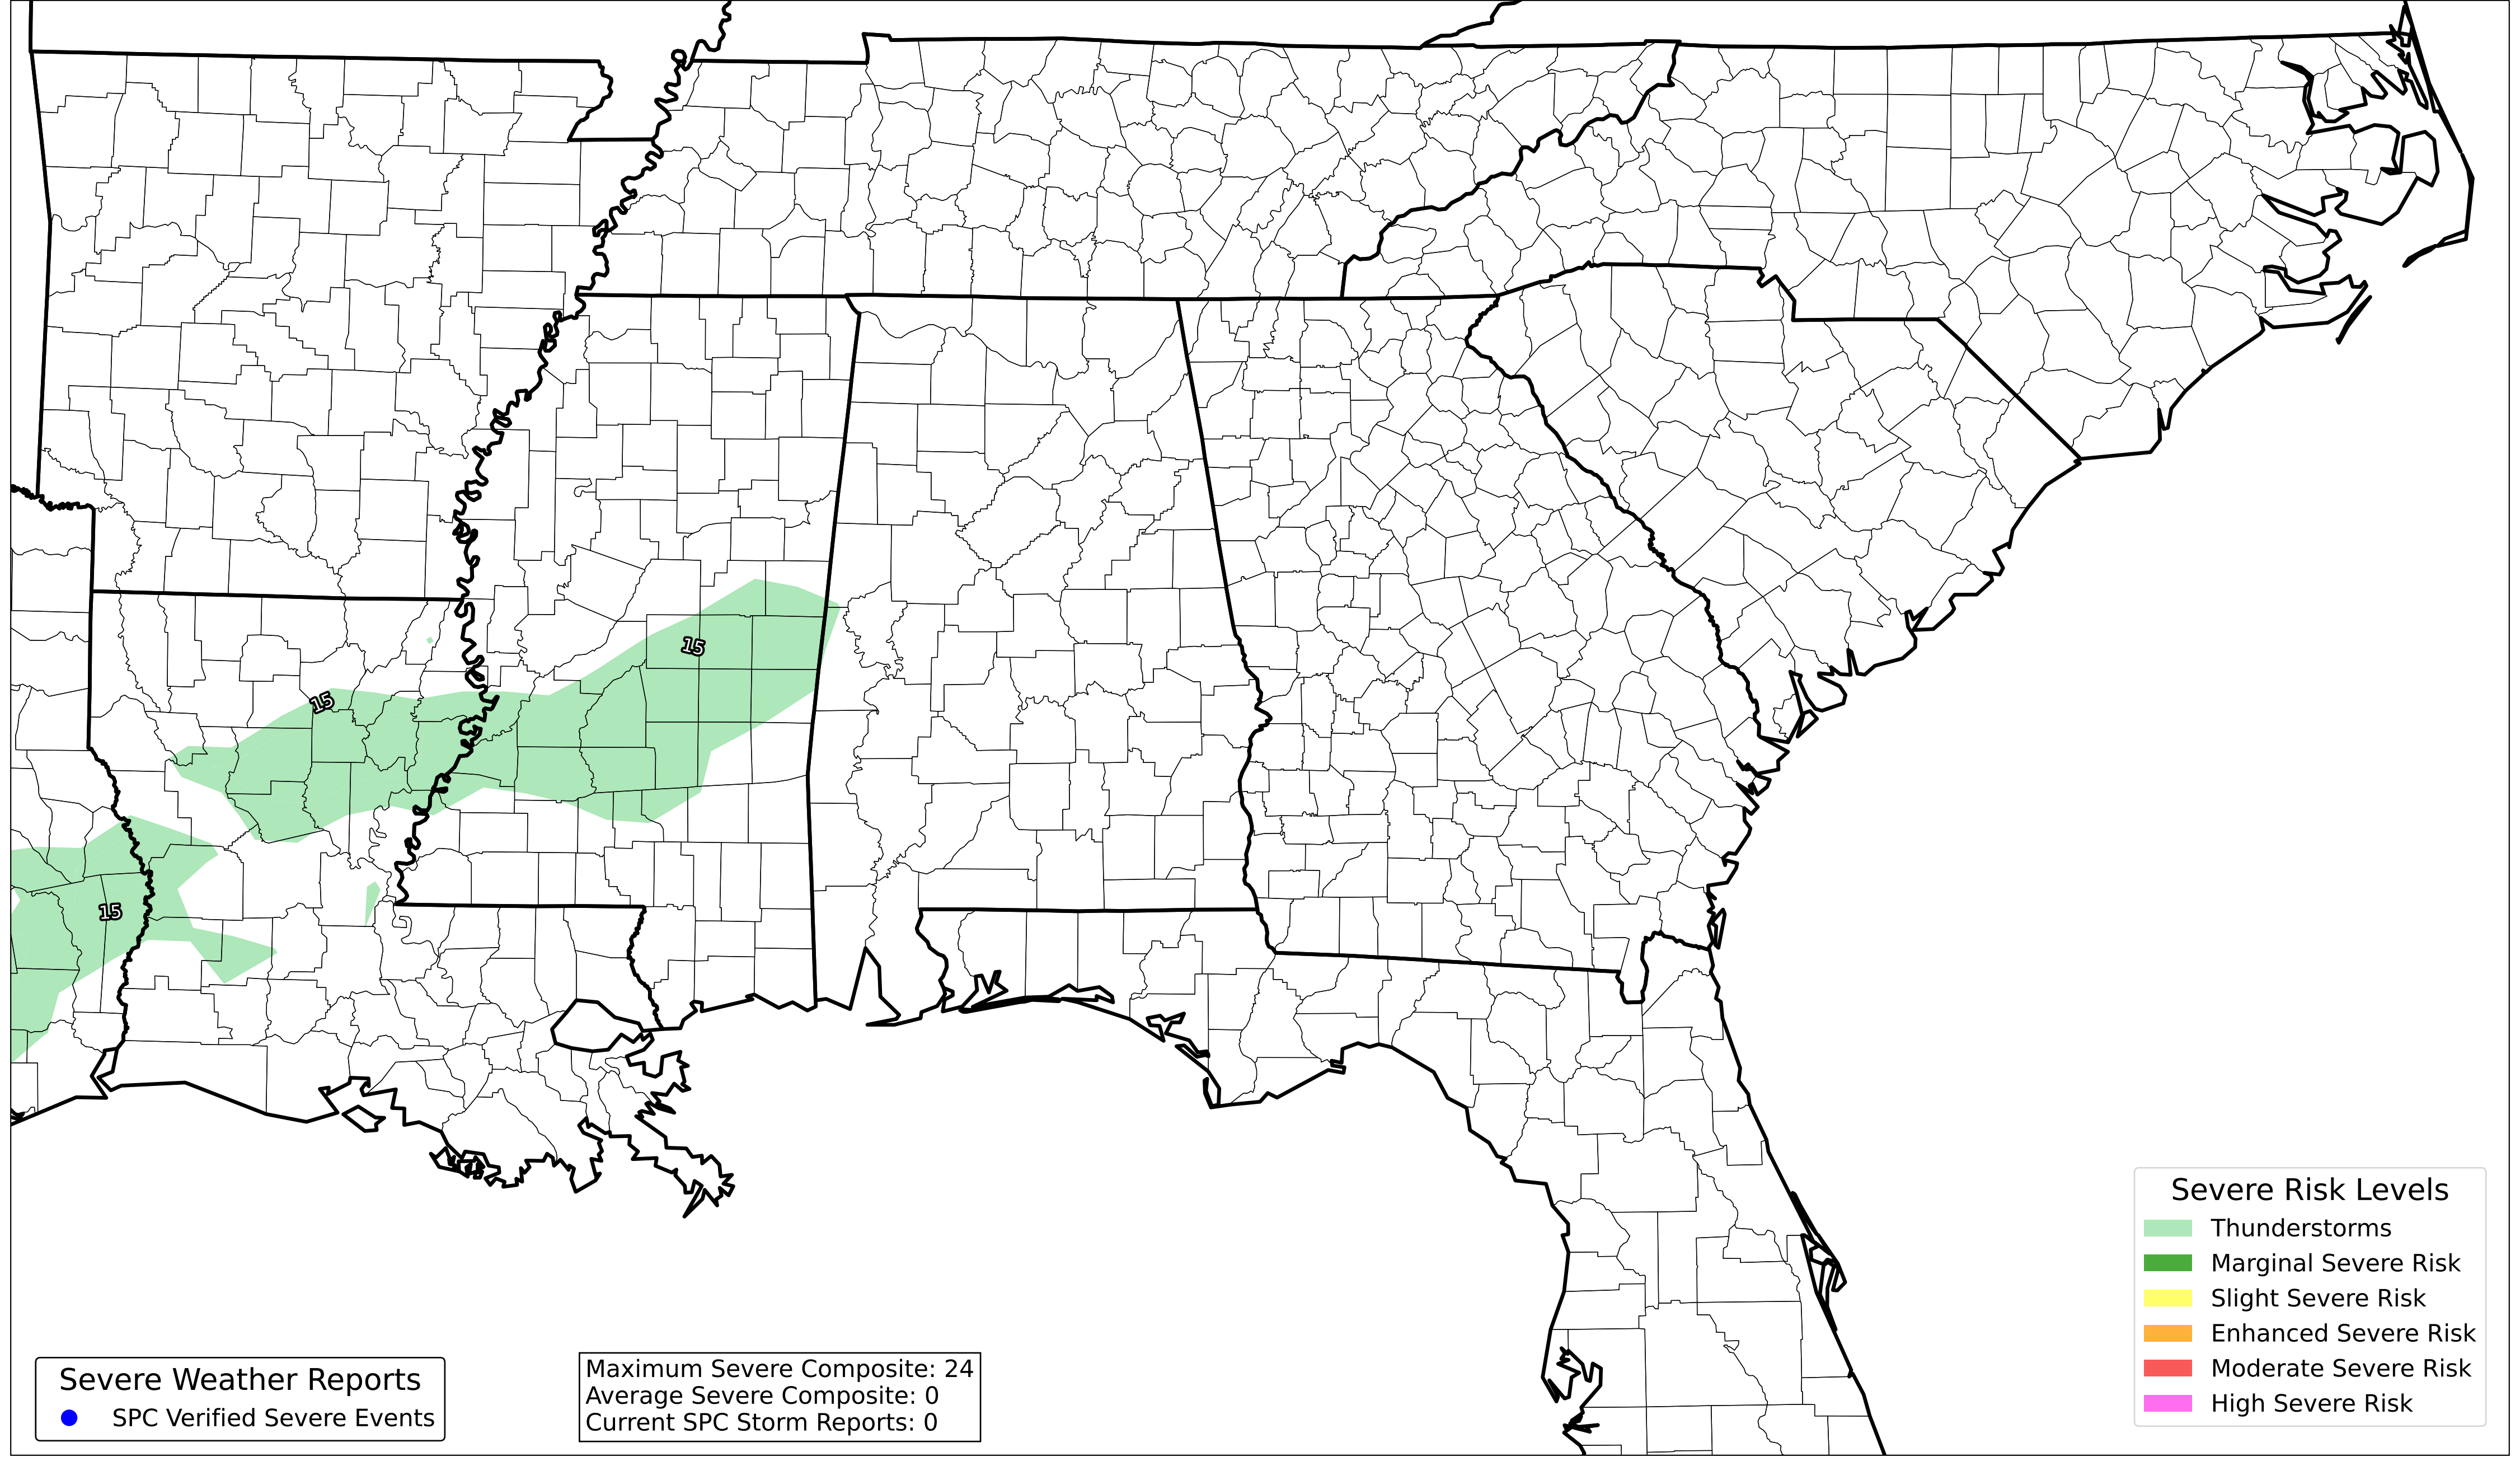 15
15
15
Severe Risk Levels
Thunderstorms
Marginal Severe Risk
Slight Severe Risk
Enhanced Severe Risk
Moderate Severe Risk
High Severe Risk
Severe Weather Reports
SPC Verified Severe Events
Maximum Severe Composite: 24
Average Severe Composite: 0
Current SPC Storm Reports: 0